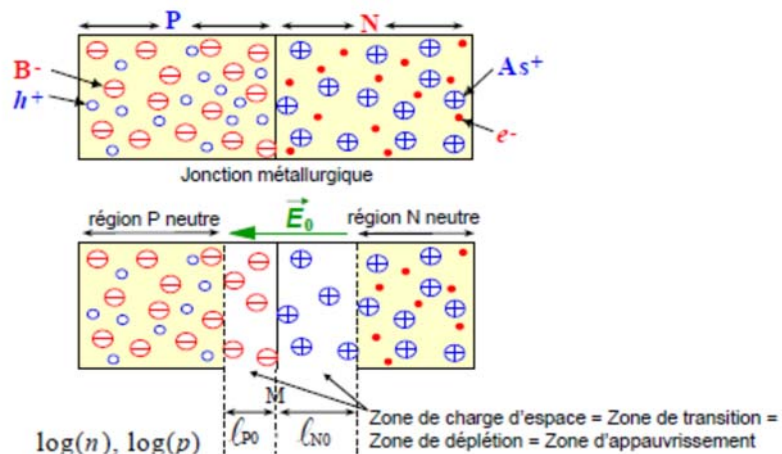 P N
B-
h+
As+
e-
Jonction métallurgique
région P neutre E₀ région N neutre
M
ℓP0 ℓN0
Zone de charge d'espace = Zone de transition =
Zone de déplétion = Zone d'appauvrissement
log(n), log(p)